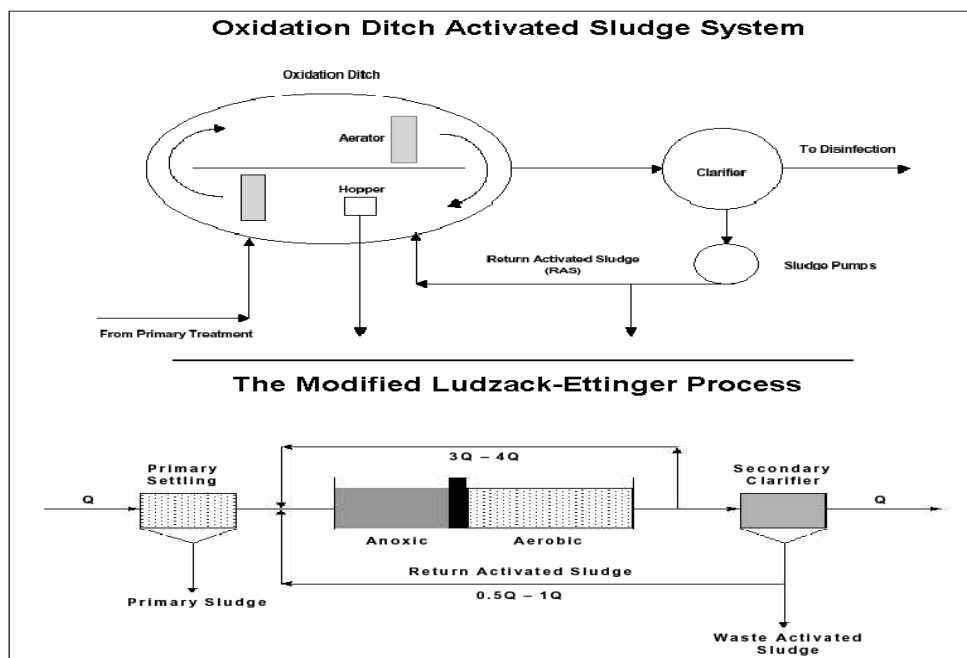 Oxidation Ditch Activated Sludge System
Oxidation Ditch
Aerator
To Disinfection
Hopper
Clarifier
Return Activated Sludge
(RAS)
Sludge Pumps
From Primary Treatment
The Modified Ludzack-Ettinger Process
3Q – 4Q
Primary
Settling
Secondary
Clarifier
Q
Q
Anoxic
Aerobic
Return Activated Sludge
0.5Q – 1Q
Primary Sludge
Waste Activated
Sludge